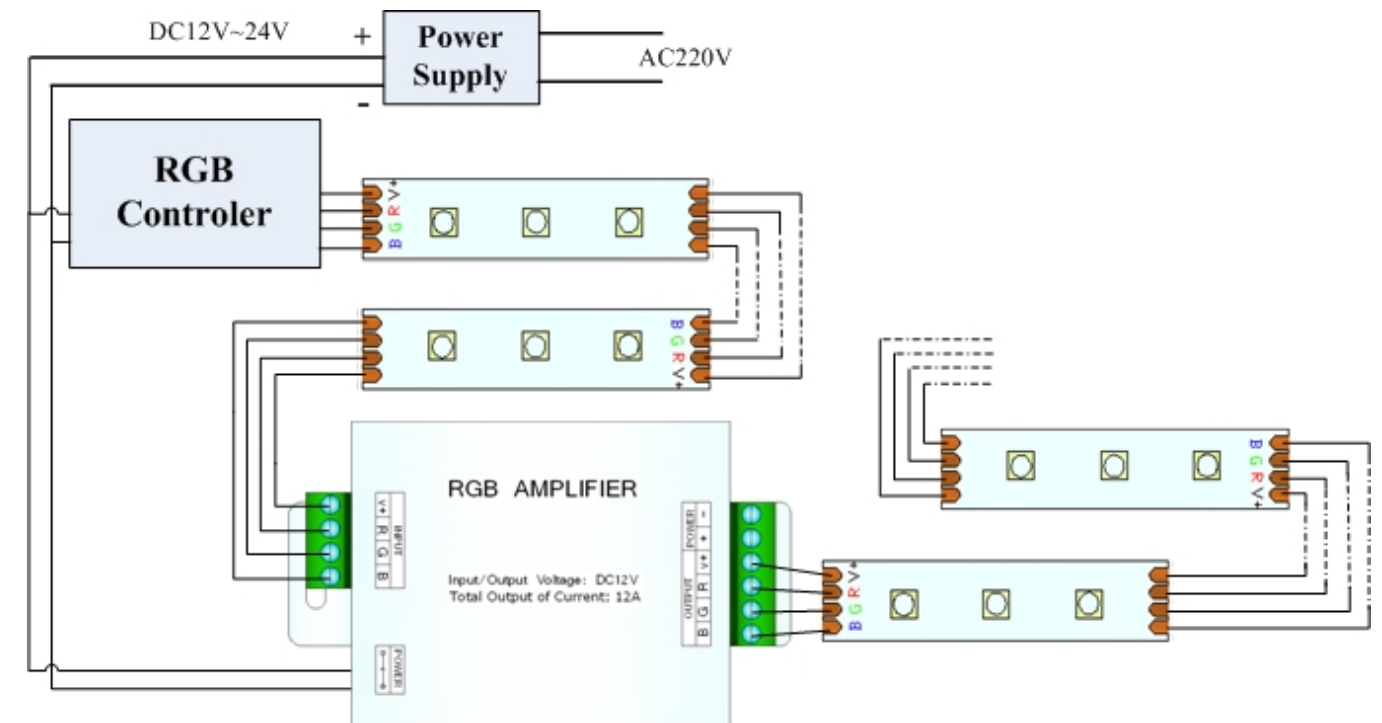 DC12V~24V
+
-
Power
Supply
AC220V
RGB
Controler
V+
R
G
B
B
G
R
V+
RGB AMPLIFIER
Input/Output Voltage: DC12V
Total Output of Current: 12A
V+ R G B
INPUT
POWER
- +
OUTPUT
V+ R G B
POWER
- + 
V+
R
G
B
B
G
R
V+